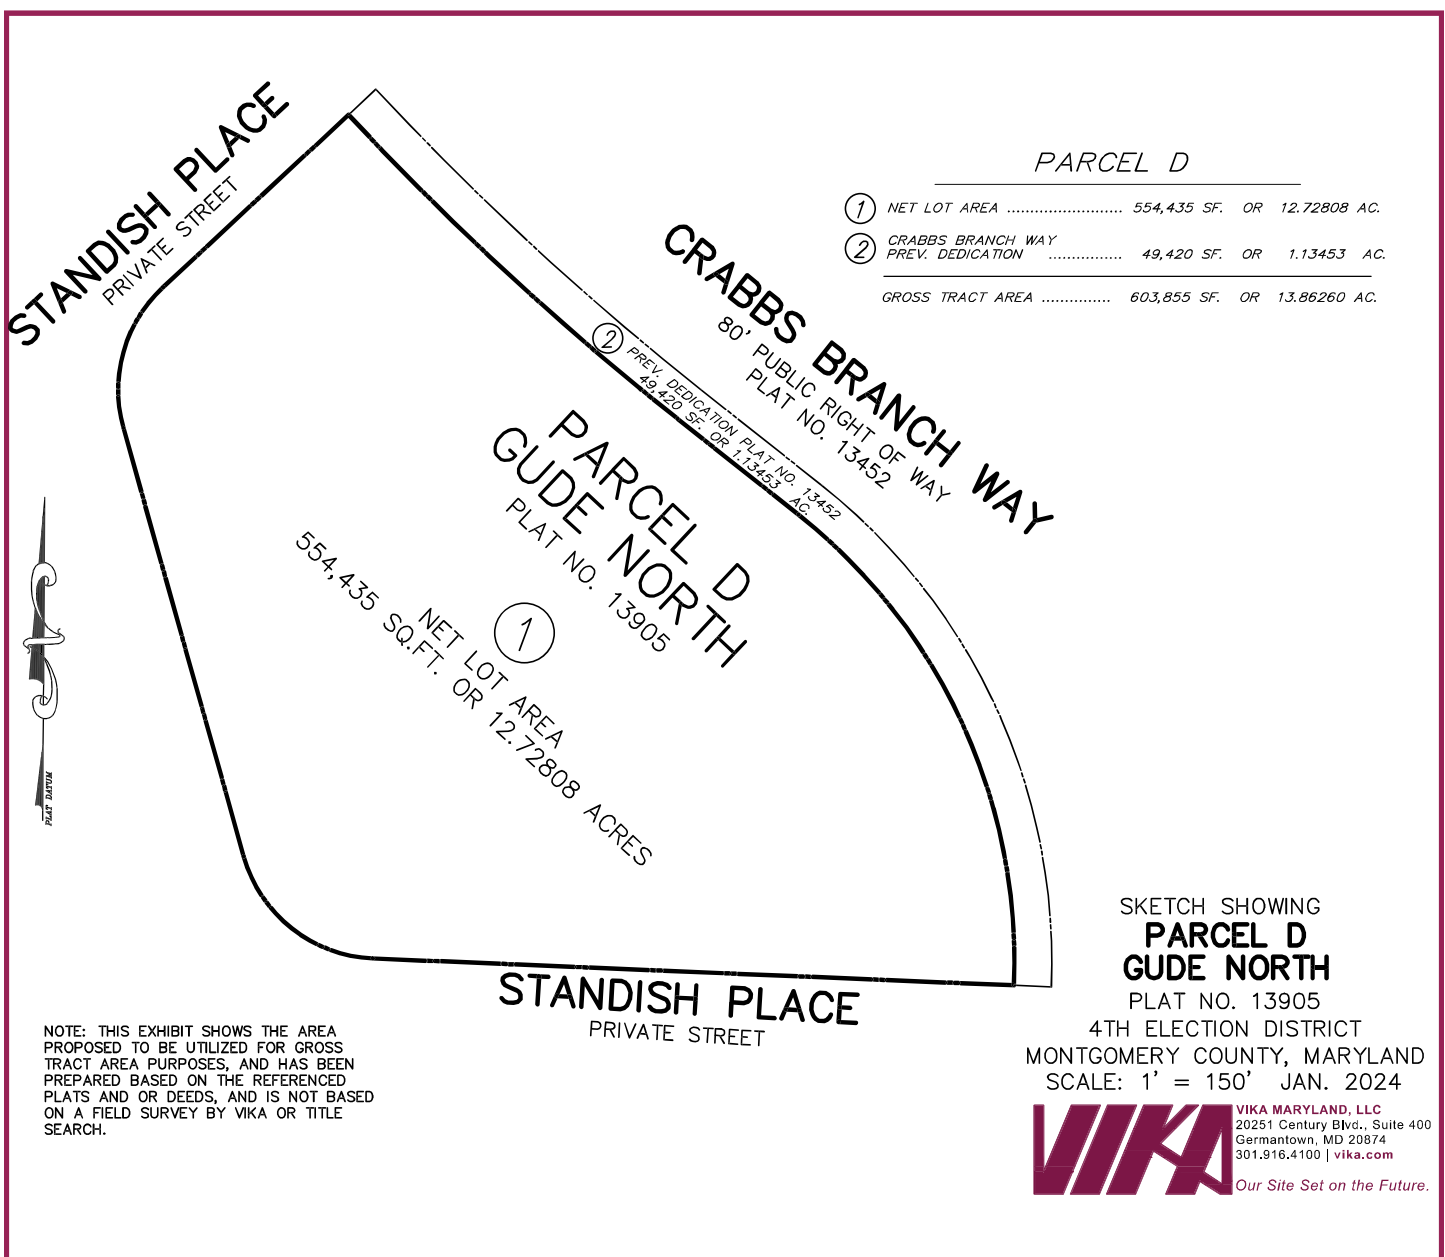 STANDISH PLACE
PRIVATE STREET
PARCEL D
1 NET LOT AREA ......................... 554,435 SF. OR 12.72808 AC.
2 CRABBS BRANCH WAY
PREV. DEDICATION ................ 49,420 SF. OR 1.13453 AC.
GROSS TRACT AREA ............... 603,855 SF. OR 13.86260 AC.
CRABBS BRANCH WAY
80' PUBLIC RIGHT OF WAY
PLAT NO. 13452
2 PREV. DEDICATION PLAT NO. 13452
49,420 SF. OR 1.13453 AC.
PARCEL D
GUDE NORTH
PLAT NO. 13905
1
NET LOT AREA
554,435 SQ.FT. OR 12.72808 ACRES
PLAT DATUM
STANDISH PLACE
PRIVATE STREET
NOTE: THIS EXHIBIT SHOWS THE AREA
PROPOSED TO BE UTILIZED FOR GROSS
TRACT AREA PURPOSES, AND HAS BEEN
PREPARED BASED ON THE REFERENCED
PLATS AND OR DEEDS, AND IS NOT BASED
ON A FIELD SURVEY BY VIKA OR TITLE
SEARCH.
SKETCH SHOWING
PARCEL D
GUDE NORTH
PLAT NO. 13905
4TH ELECTION DISTRICT
MONTGOMERY COUNTY, MARYLAND
SCALE: 1' = 150' JAN. 2024
VIKA
VIKA MARYLAND, LLC
20251 Century Blvd., Suite 400
Germantown, MD 20874
301.916.4100 | vika.com
Our Site Set on the Future.